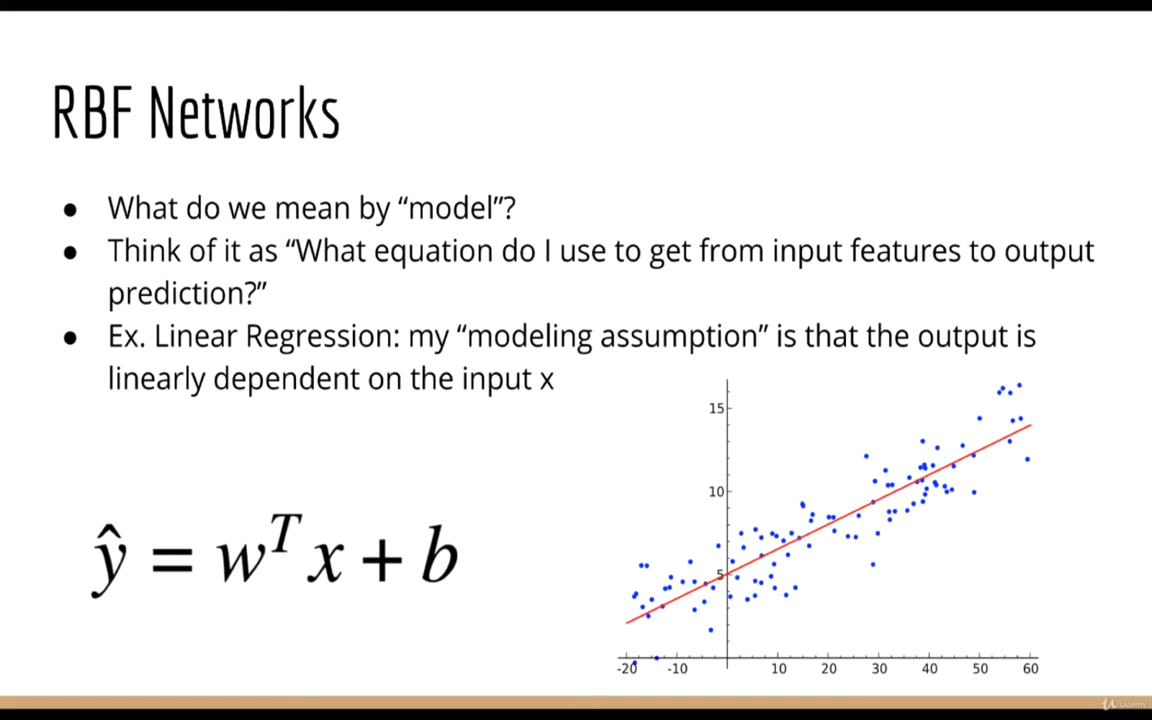 RBF Networks
● What do we mean by “model”?
● Think of it as “What equation do I use to get from input features to output
prediction?”
● Ex. Linear Regression: my “modeling assumption” is that the output is
linearly dependent on the input x
ŷ = wᵀx + b
15
10
5
-20 -10 10 20 30 40 50 60
Udemy